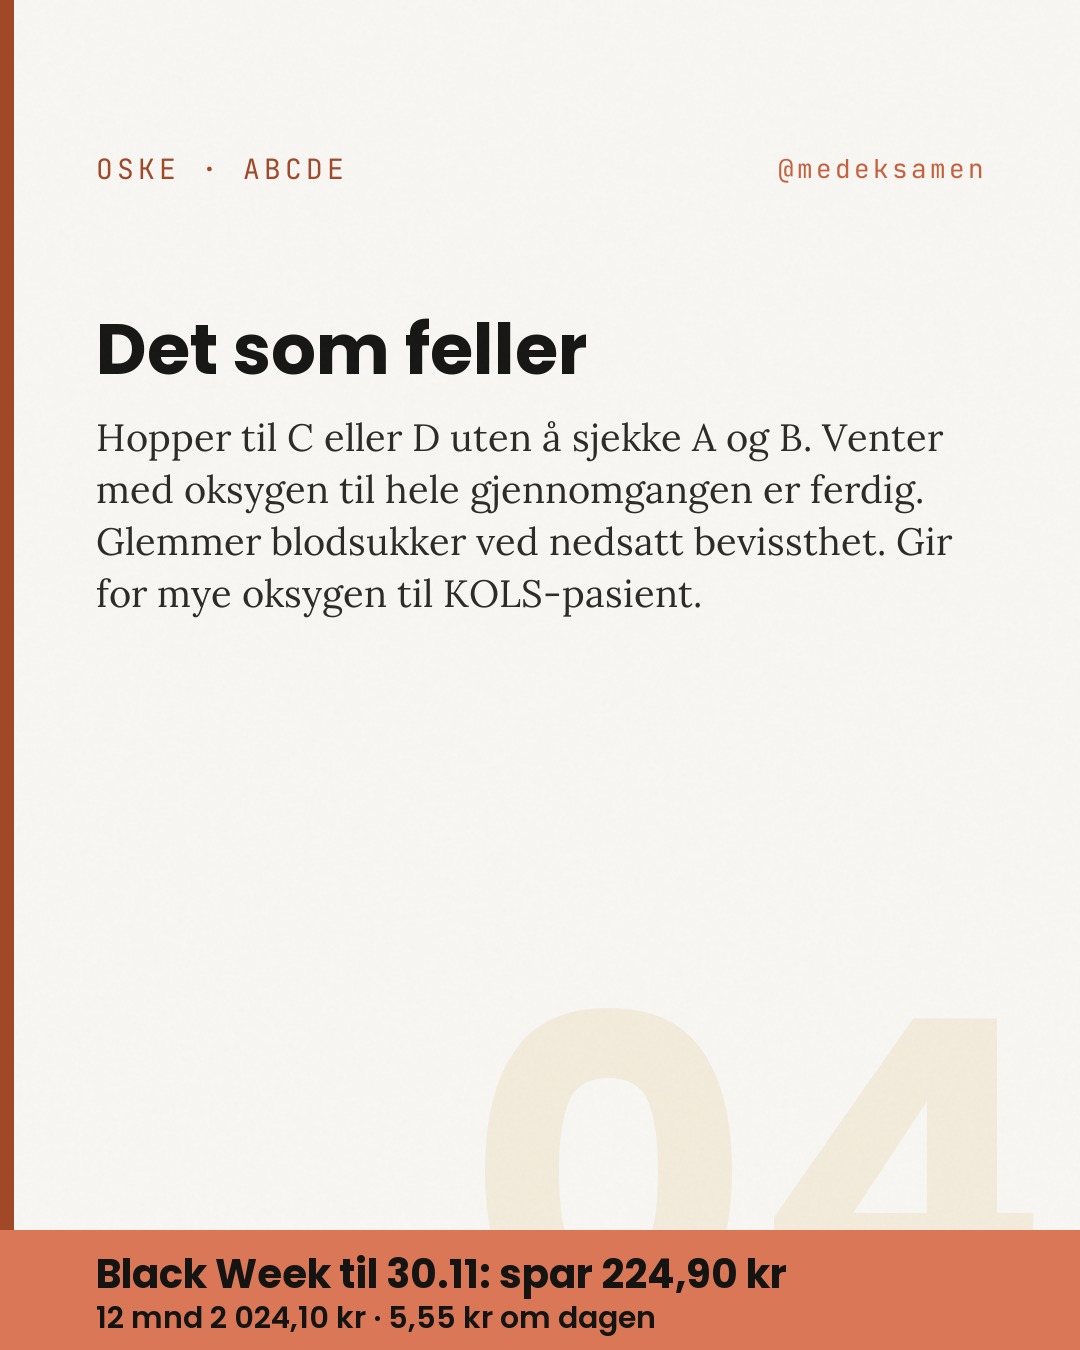 OSKE · ABCDE
@medeksamen
Det som feller
Hopper til C eller D uten å sjekke A og B. Venter
med oksygen til hele gjennomgangen er ferdig.
Glemmer blodsukker ved nedsatt bevissthet. Gir
for mye oksygen til KOLS-pasient.
04
Black Week til 30.11: spar 224,90 kr
12 mnd 2 024,10 kr · 5,55 kr om dagen